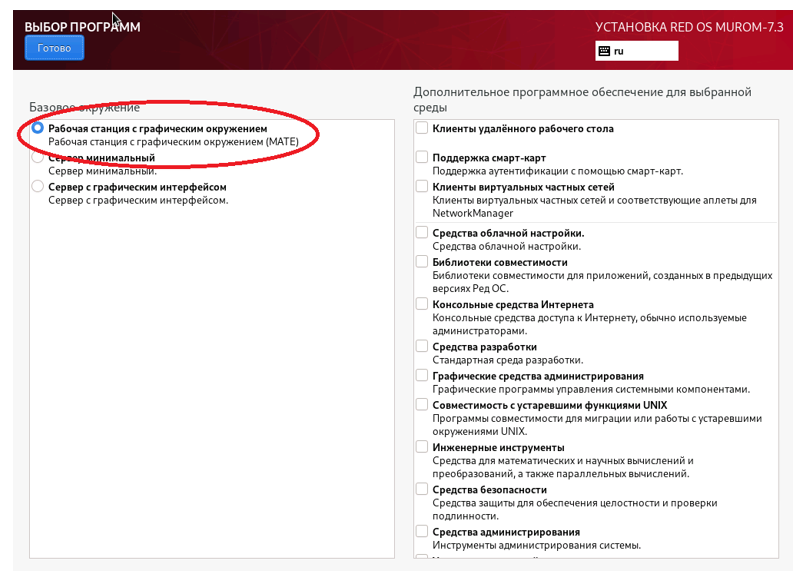 ВЫБОР ПРОГРАММ
УСТАНОВКА RED OS MUROM-7.3
Готово
ru
Базовое окружение
Рабочая станция с графическим окружением
Рабочая станция с графическим окружением (MATE)
Сервер минимальный
Сервер минимальный.
Сервер с графическим интерфейсом
Сервер с графическим интерфейсом.
Дополнительное программное обеспечение для выбранной
среды
Клиенты удалённого рабочего стола
Поддержка смарт-карт
Поддержка аутентификации с помощью смарт-карт.
Клиенты виртуальных частных сетей
Клиенты виртуальных частных сетей и соответствующие аплеты для
NetworkManager
Средства облачной настройки.
Средства облачной настройки.
Библиотеки совместимости
Библиотеки совместимости для приложений, созданных в предыдущих
версиях Ред ОС.
Консольные средства Интернета
Консольные средства доступа к Интернету, обычно используемые
администраторами.
Средства разработки
Стандартная среда разработки.
Графические средства администрирования
Графические программы управления системными компонентами.
Совместимость с устаревшими функциями UNIX
Программы совместимости для миграции или работы с устаревшими
окружениями UNIX.
Инженерные инструменты
Средства для математических и научных вычислений и
преобразований, а также параллельных вычислений.
Средства безопасности
Средства защиты для обеспечения целостности и проверки
подлинности.
Средства администрирования
Инструменты администрирования системы.